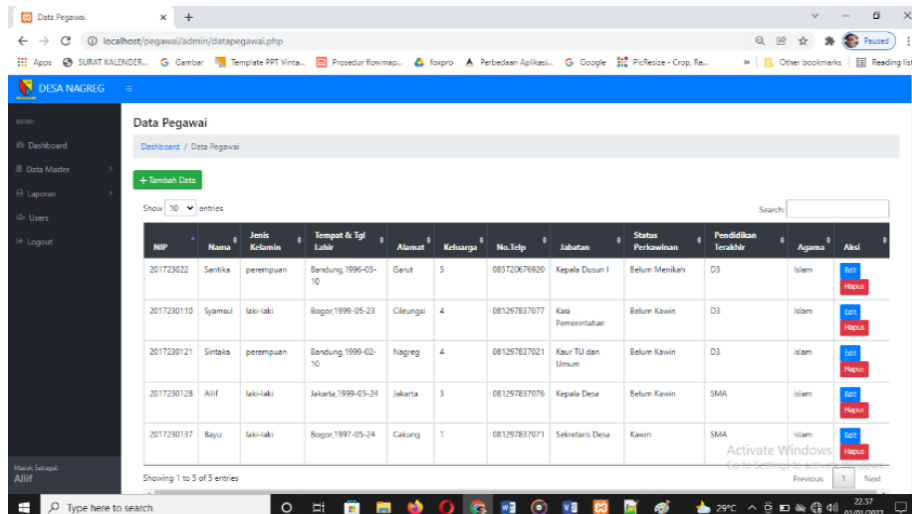 Data Pegawai
localhost/pegawai/admin/datapegawai.php
Paused
Apps SURAT KALENDER... Gambar Template PPT Vinta... Prosedur flowmap... foxpro Perbedaan Aplikasi... Google PicResize - Crop, Re... » Other bookmarks Reading list
DESA NAGREG
MENU
Dashboard
Data Master
Laporan
Users
Logout
Masuk Sebagai:
Allif
Data Pegawai
Dashboard / Data Pegawai
+ Tambah Data
Show 10 entries Search:
NIP Nama Jenis Kelamin Tempat & Tgl Lahir Alamat Keluarga No.Telp Jabatan Status Perkawinan Pendidikan Terakhir Agama Aksi
201723022 Santika perempuan Bandung,1996-03-10 Garut 5 085720676920 Kepala Dusun I Belum Menikah D3 Islam Edit Hapus
2017230110 Syamsul laki-laki Bogor,1999-05-23 Cileungsi 4 081297837077 Kasi Pemerintahan Belum Kawin D3 Islam Edit Hapus
2017230121 Sintaka perempuan Bandung,1999-02-10 Nagreg 4 081297837021 Kaur TU dan Umum Belum Kawin D3 islam Edit Hapus
2017230128 Allif laki-laki Jakarta,1999-05-24 Jakarta 3 081297837076 Kepala Desa Belum Kawin SMA islam Edit Hapus
2017230137 Bayu laki-laki Bogor,1997-05-24 Cakung 1 081297837071 Sekretaris Desa Kawin SMA islam Edit Hapus
Showing 1 to 5 of 5 entries
Previous 1 Next
Activate Windows
Go to Settings to activate Windows.
Type here to search
29°C
22.57
01/01/2022